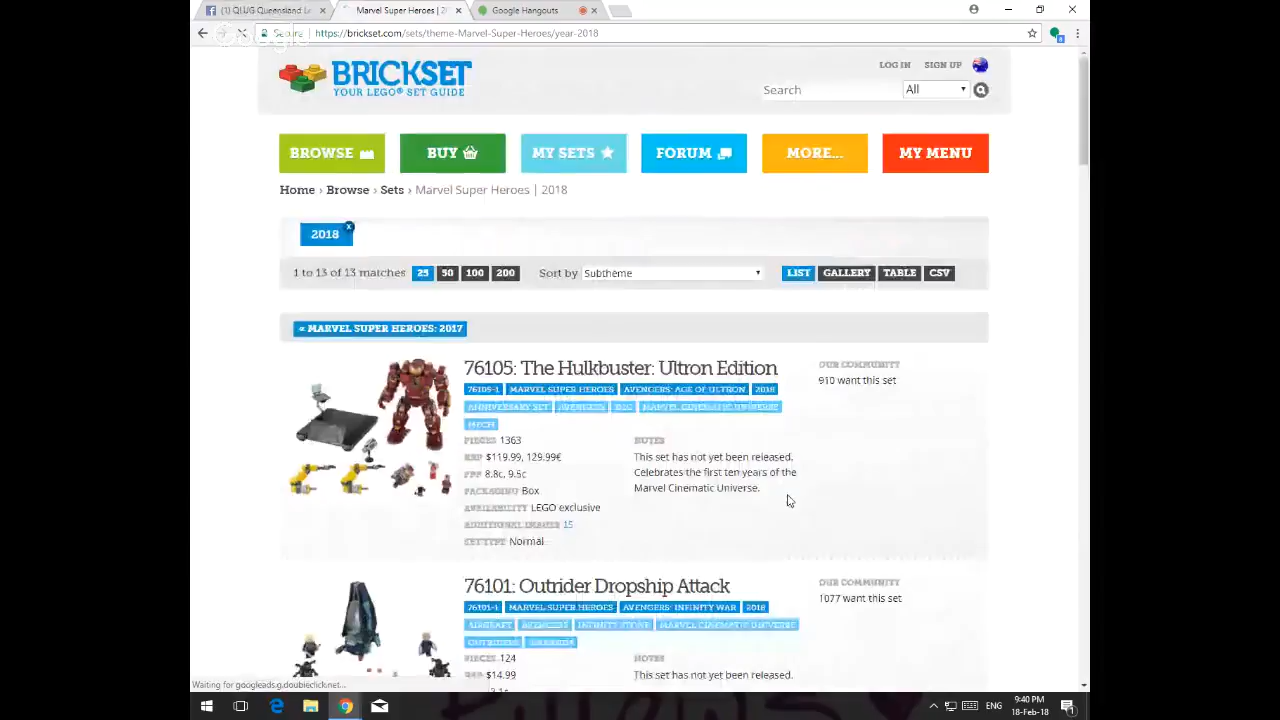 (1) QLUG Queensland L
Marvel Super Heroes | 2
Google Hangouts
Secure
https://brickset.com/sets/theme-Marvel-Super-Heroes/year-2018
BRICKSET
YOUR LEGO® SET GUIDE
LOG IN SIGN UP
Search All
BROWSE BUY MY SETS FORUM MORE... MY MENU
Home › Browse › Sets › Marvel Super Heroes | 2018
2018 x
1 to 13 of 13 matches 25 50 100 200 Sort by Subtheme LIST GALLERY TABLE CSV
« MARVEL SUPER HEROES: 2017
76105: The Hulkbuster: Ultron Edition
76105-1 MARVEL SUPER HEROES AVENGERS: AGE OF ULTRON 2018
ANNIVERSARY SET AVENGERS D2C MARVEL CINEMATIC UNIVERSE
MECH
PIECES 1363
RRP $119.99, 129.99€
PPP 8.8c, 9.5c
PACKAGING Box
AVAILABILITY LEGO exclusive
ADDITIONAL IMAGES 15
SET TYPE Normal
NOTES
This set has not yet been released.
Celebrates the first ten years of the
Marvel Cinematic Universe.
OUR COMMUNITY
910 want this set
76101: Outrider Dropship Attack
76101-1 MARVEL SUPER HEROES AVENGERS: INFINITY WAR 2018
AIRCRAFT AVENGERS INFINITY STONE MARVEL CINEMATIC UNIVERSE
PIECES 124
RRP $14.99
NOTES
This set has not yet been released.
OUR COMMUNITY
1077 want this set
Waiting for googleads.g.doubleclick.net...
ENG
9:40 PM
18-Feb-18